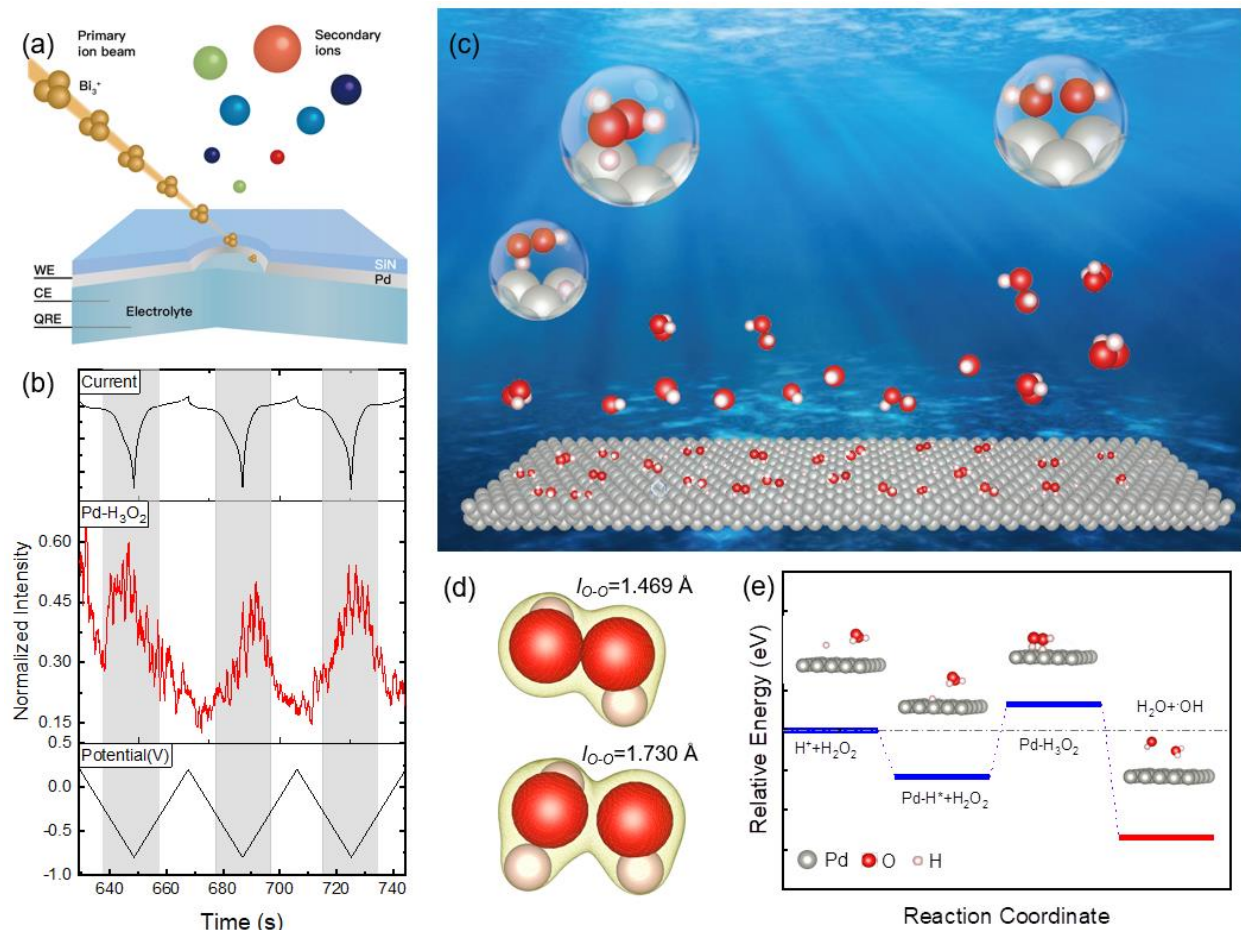 (a)
Primary
ion beam
Bi₃⁺
Secondary
ions
SiN
Pd
WE
CE
QRE
Electrolyte
(b)
Current
Pd-H₃O₂
Normalized Intensity
0.60
0.45
0.30
0.15
0.5
Potential(V)
0.0
-0.5
-1.0
640
660
680
700
720
740
Time (s)
(c)
(d)
l_O-O=1.469 Å
l_O-O=1.730 Å
(e)
Relative Energy (eV)
H⁺+H₂O₂
Pd-H*+H₂O₂
Pd-H₃O₂
H₂O+·OH
Pd
O
H
Reaction Coordinate